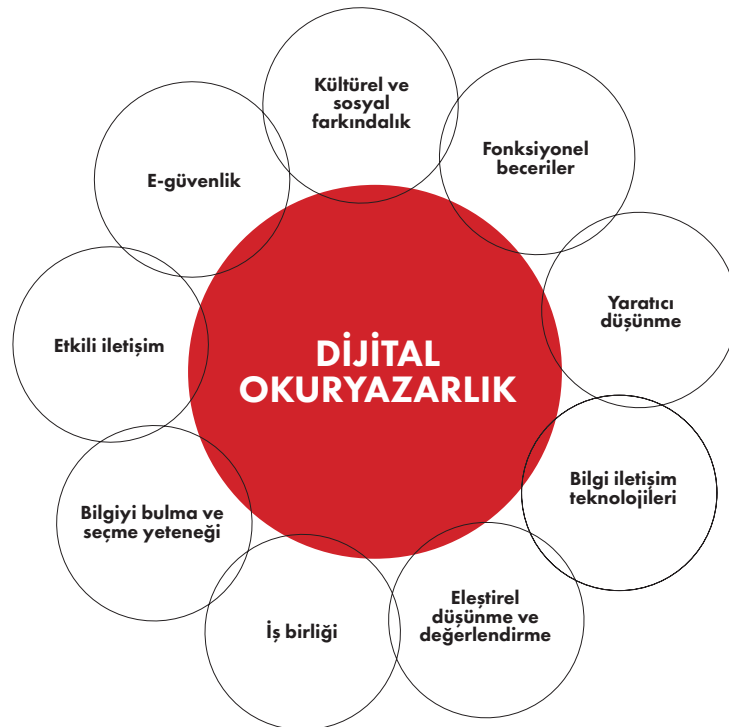 Kültürel ve
sosyal
farkındalık
Fonksiyonel
beceriler
Yaratıcı
düşünme
Bilgi iletişim
teknolojileri
Eleştirel
düşünme ve
değerlendirme
İş birliği
Bilgiyi bulma ve
seçme yeteneği
Etkili iletişim
E-güvenlik
DİJİTAL
OKURYAZARLIK